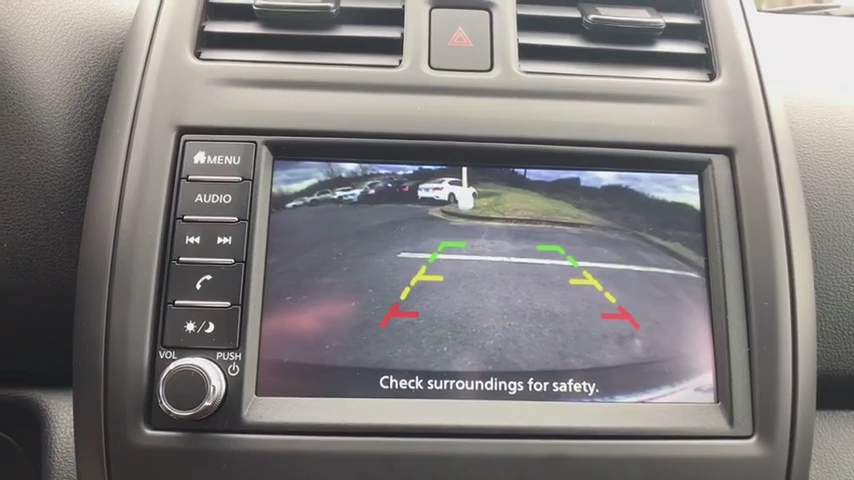 MENU
AUDIO
VOL
PUSH
Check surroundings for safety.